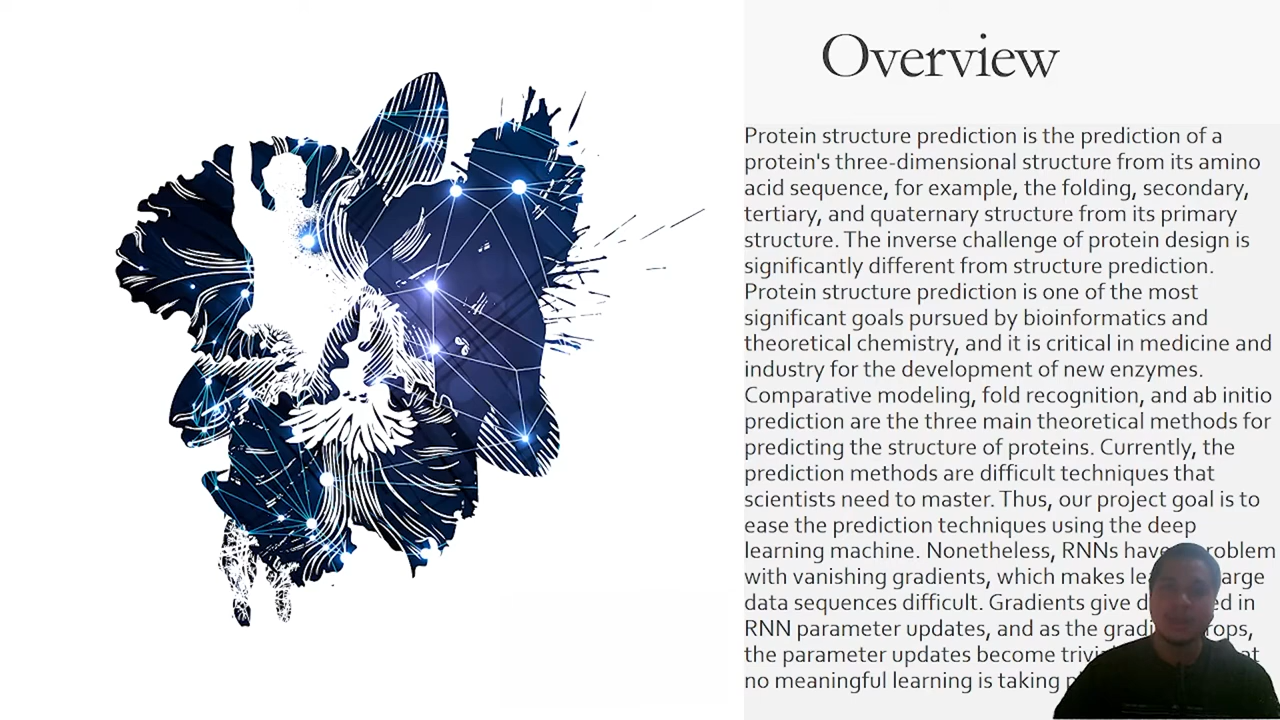 Overview
Protein structure prediction is the prediction of a
protein's three-dimensional structure from its amino
acid sequence, for example, the folding, secondary,
tertiary, and quaternary structure from its primary
structure. The inverse challenge of protein design is
significantly different from structure prediction.
Protein structure prediction is one of the most
significant goals pursued by bioinformatics and
theoretical chemistry, and it is critical in medicine and
industry for the development of new enzymes.
Comparative modeling, fold recognition, and ab initio
prediction are the three main theoretical methods for
predicting the structure of proteins. Currently, the
prediction methods are difficult techniques that
scientists need to master. Thus, our project goal is to
ease the prediction techniques using the deep
learning machine. Nonetheless, RNNs have
with vanishing gradients, which makes
data sequences difficult. Gradients give in
RNN parameter updates, and as the
the parameter updates become
no meaningful learning is taking